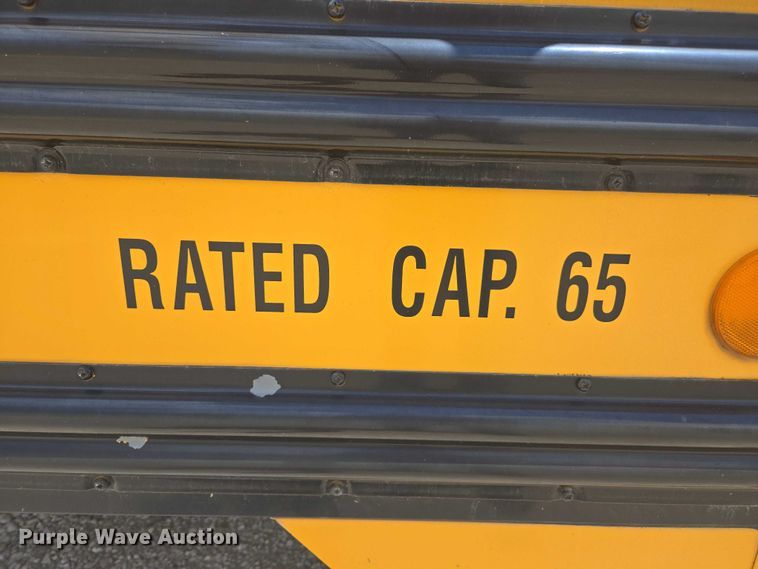 RATED CAP. 65
Purple Wave Auction